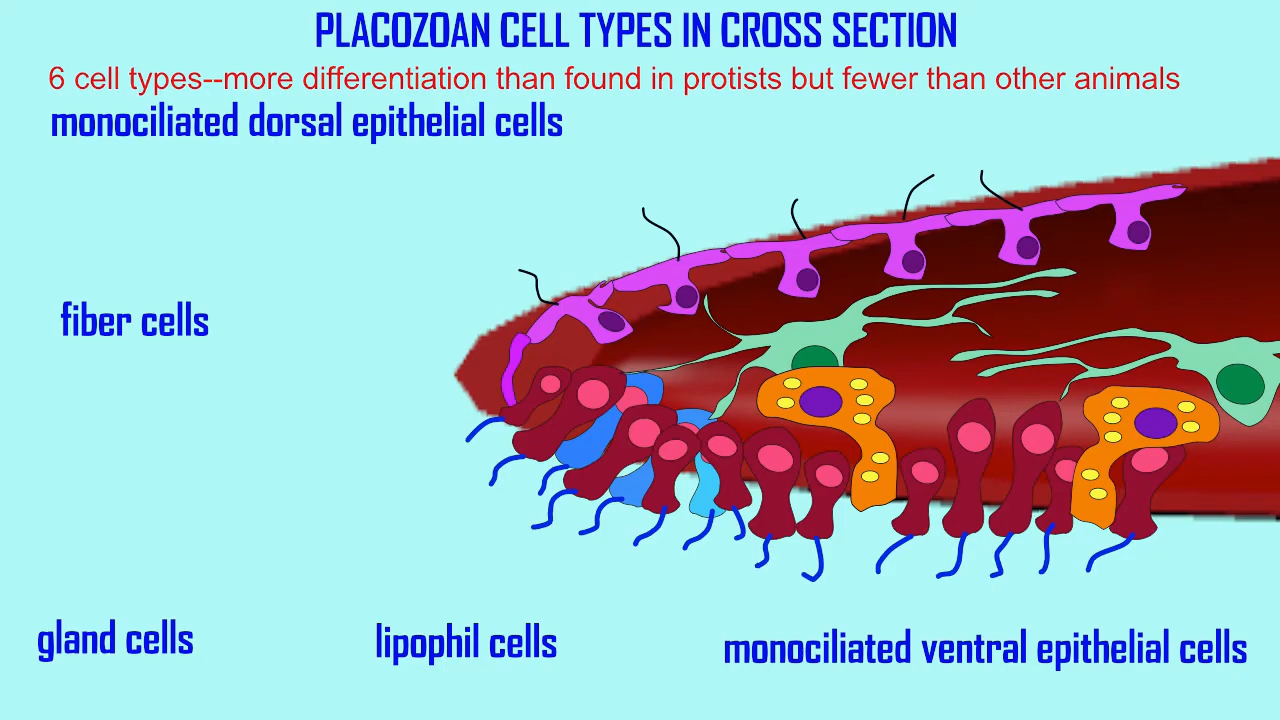 PLACOZOAN CELL TYPES IN CROSS SECTION
6 cell types--more differentiation than found in protists but fewer than other animals
monociliated dorsal epithelial cells
fiber cells
gland cells
lipophil cells
monociliated ventral epithelial cells